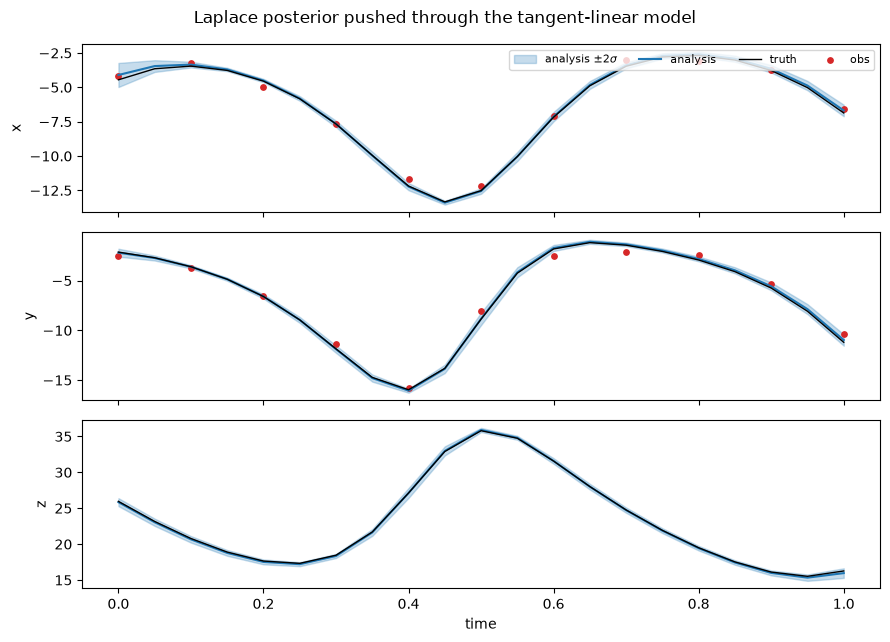 Laplace posterior pushed through the tangent-linear model
analysis ±2σ analysis truth obs
x
−2.5
−5.0
−7.5
−10.0
−12.5
y
−5
−10
−15
z
35
30
25
20
15
0.0 0.2 0.4 0.6 0.8 1.0
time